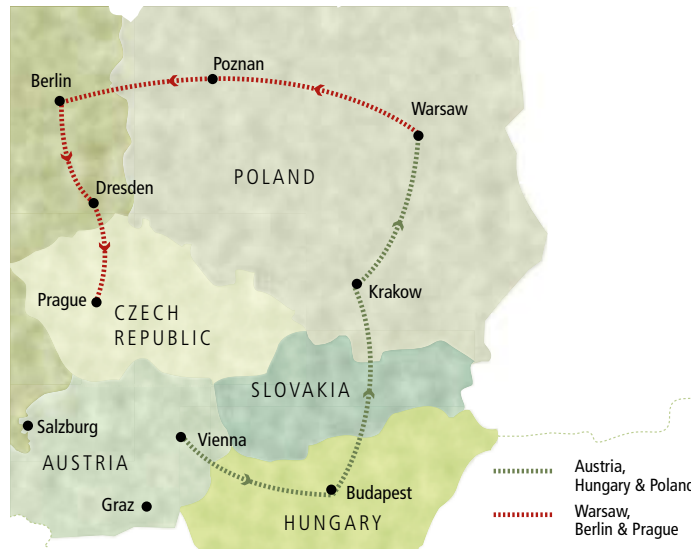 Poznan
Berlin
Warsaw
POLAND
Dresden
Krakow
Prague
CZECH
REPUBLIC
SLOVAKIA
Salzburg
Vienna
AUSTRIA
Budapest
Graz
HUNGARY
Austria,
Hungary & Poland
Warsaw,
Berlin & Prague